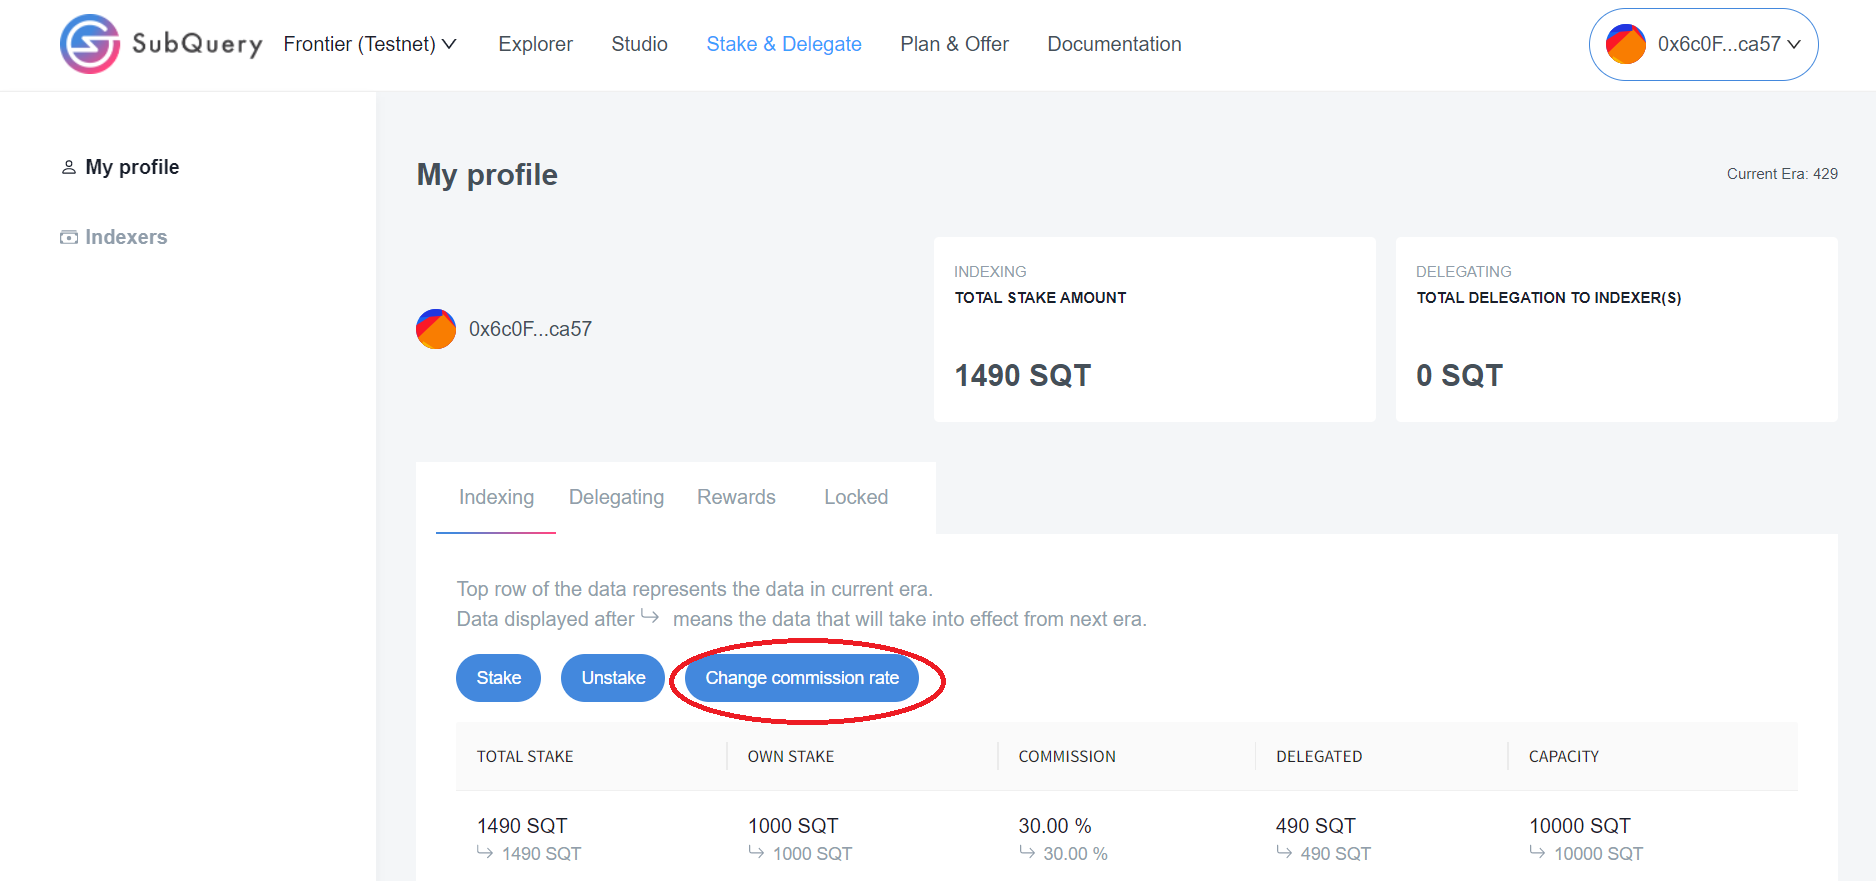 SubQuery
Frontier (Testnet)
Explorer
Studio
Stake & Delegate
Plan & Offer
Documentation
0x6c0F...ca57
My profile
Indexers
My profile
Current Era: 429
0x6c0F...ca57
INDEXING
TOTAL STAKE AMOUNT
1490 SQT
DELEGATING
TOTAL DELEGATION TO INDEXER(S)
0 SQT
Indexing
Delegating
Rewards
Locked
Top row of the data represents the data in current era.
Data displayed after ↳ means the data that will take into effect from next era.
Stake
Unstake
Change commission rate
TOTAL STAKE
OWN STAKE
COMMISSION
DELEGATED
CAPACITY
1490 SQT
1000 SQT
30.00 %
490 SQT
10000 SQT
↳ 1490 SQT
↳ 1000 SQT
↳ 30.00 %
↳ 490 SQT
↳ 10000 SQT